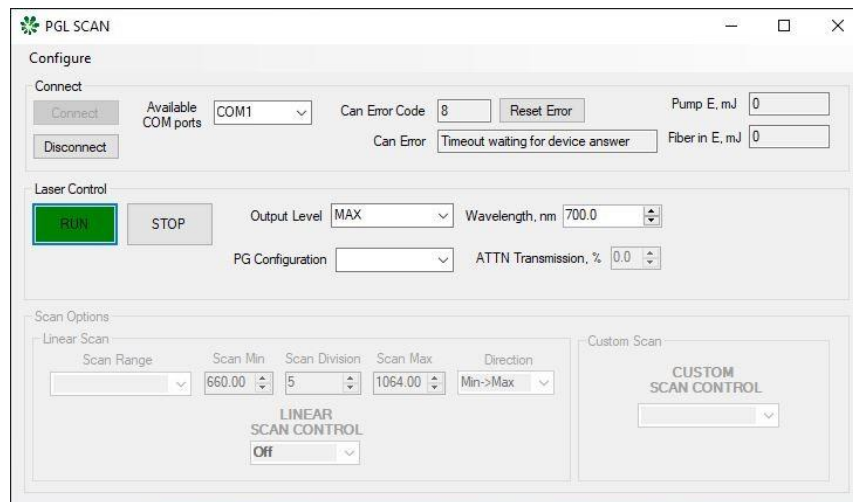 PGL SCAN
Configure
Connect
Connect
Disconnect
Available
COM ports
COM1
Can Error Code 8 Reset Error
Can Error Timeout waiting for device answer
Pump E, mJ 0
Fiber in E, mJ 0
Laser Control
RUN STOP
Output Level MAX
Wavelength, nm 700.0
PG Configuration
ATTN Transmission, % 0.0
Scan Options
Linear Scan
Scan Range
Scan Min Scan Division Scan Max Direction
660.00 5 1064.00 Min->Max
LINEAR
SCAN CONTROL
Off
Custom Scan
CUSTOM
SCAN CONTROL